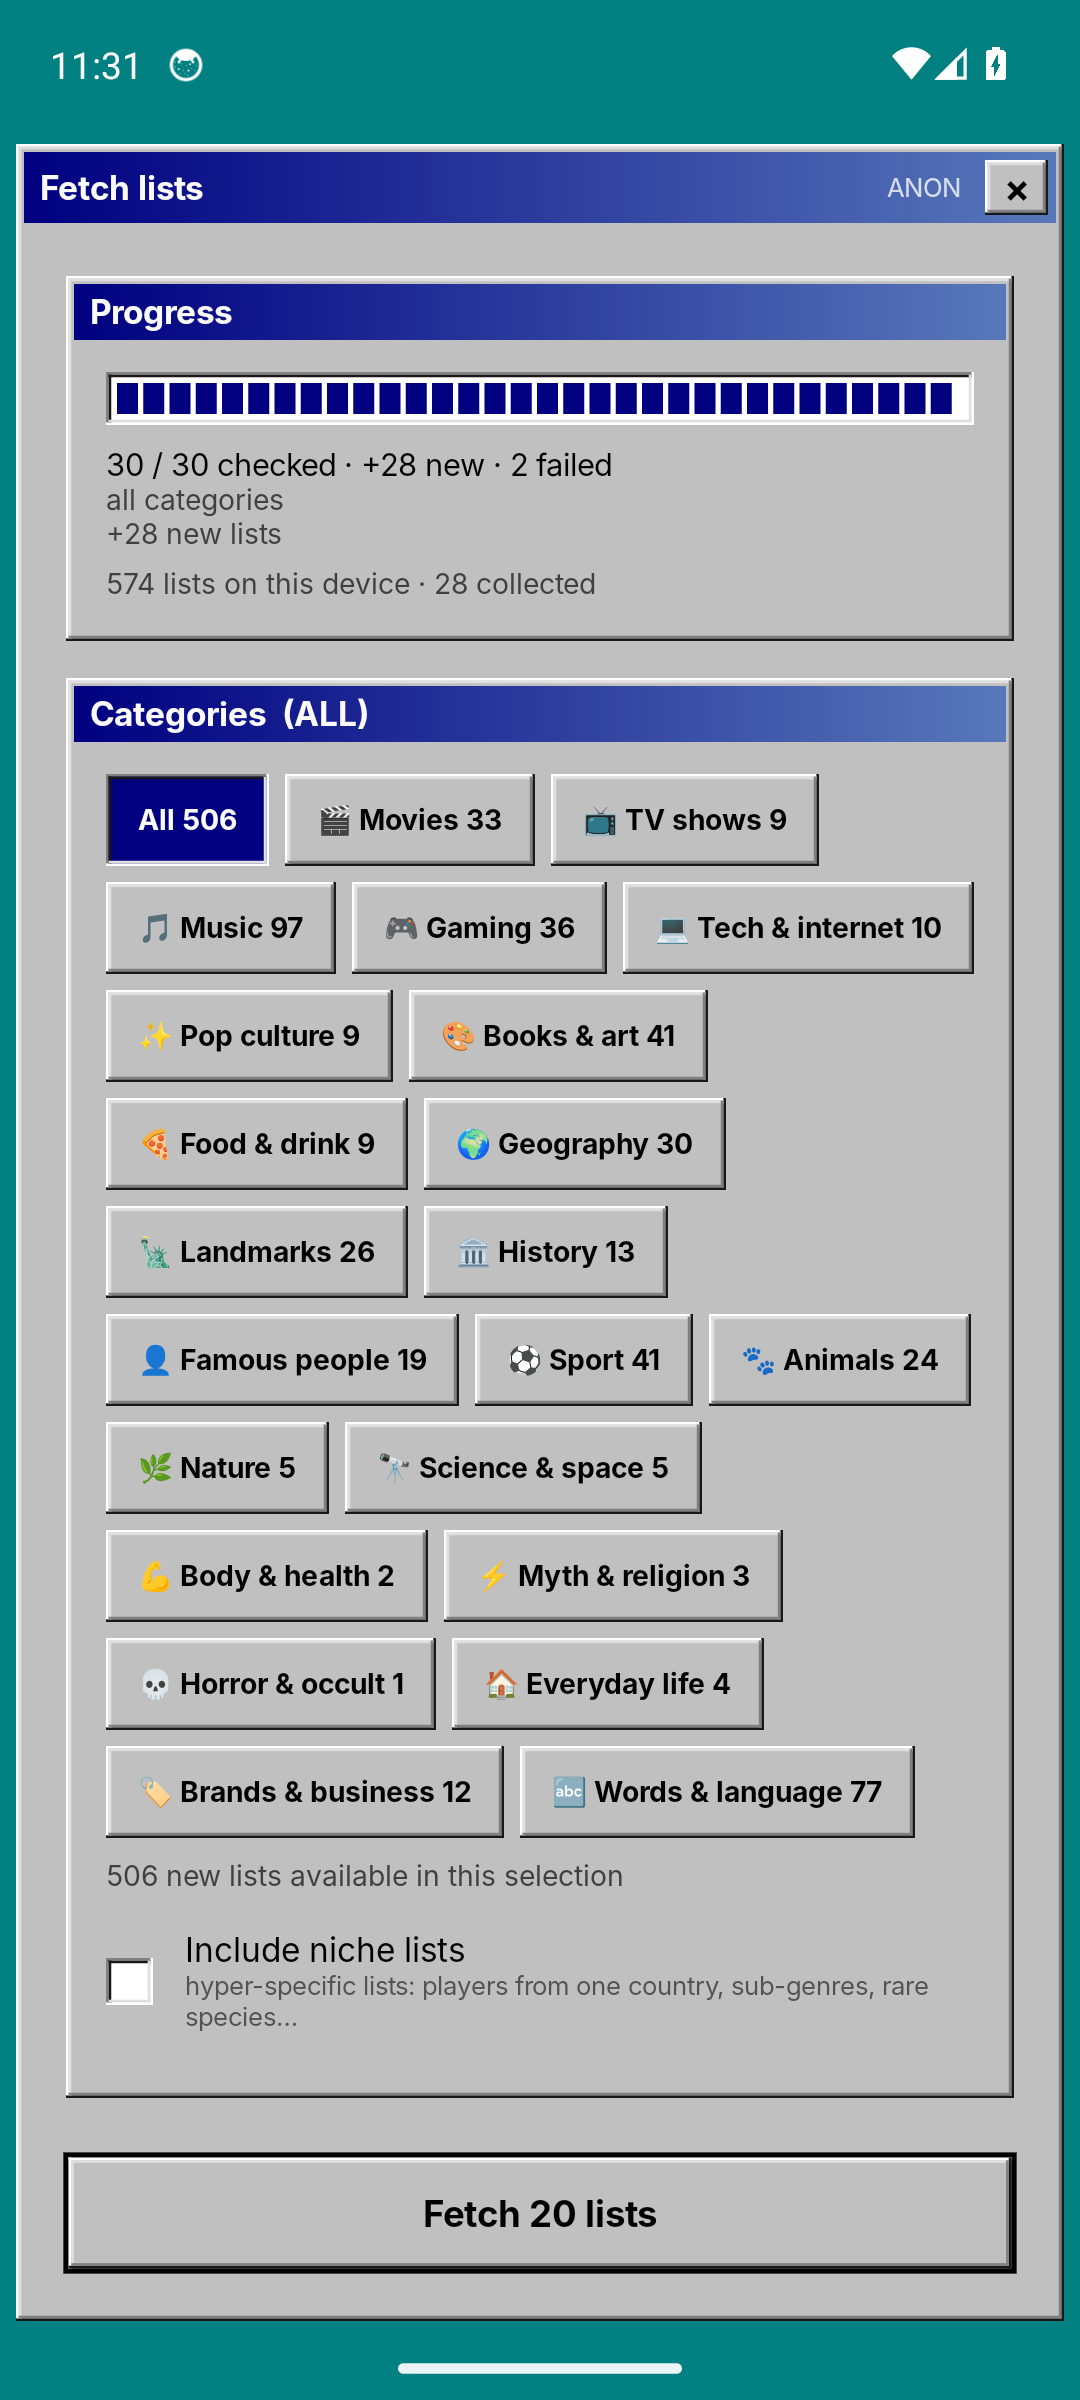 11:31
Fetch lists ANON ×
Progress
30 / 30 checked · +28 new · 2 failed
all categories
+28 new lists
574 lists on this device · 28 collected
Categories (ALL)
All 506 Movies 33 TV shows 9
Music 97 Gaming 36 Tech & internet 10
Pop culture 9 Books & art 41
Food & drink 9 Geography 30
Landmarks 26 History 13
Famous people 19 Sport 41 Animals 24
Nature 5 Science & space 5
Body & health 2 Myth & religion 3
Horror & occult 1 Everyday life 4
Brands & business 12 abc Words & language 77
506 new lists available in this selection
Include niche lists
hyper-specific lists: players from one country, sub-genres, rare
species...
Fetch 20 lists